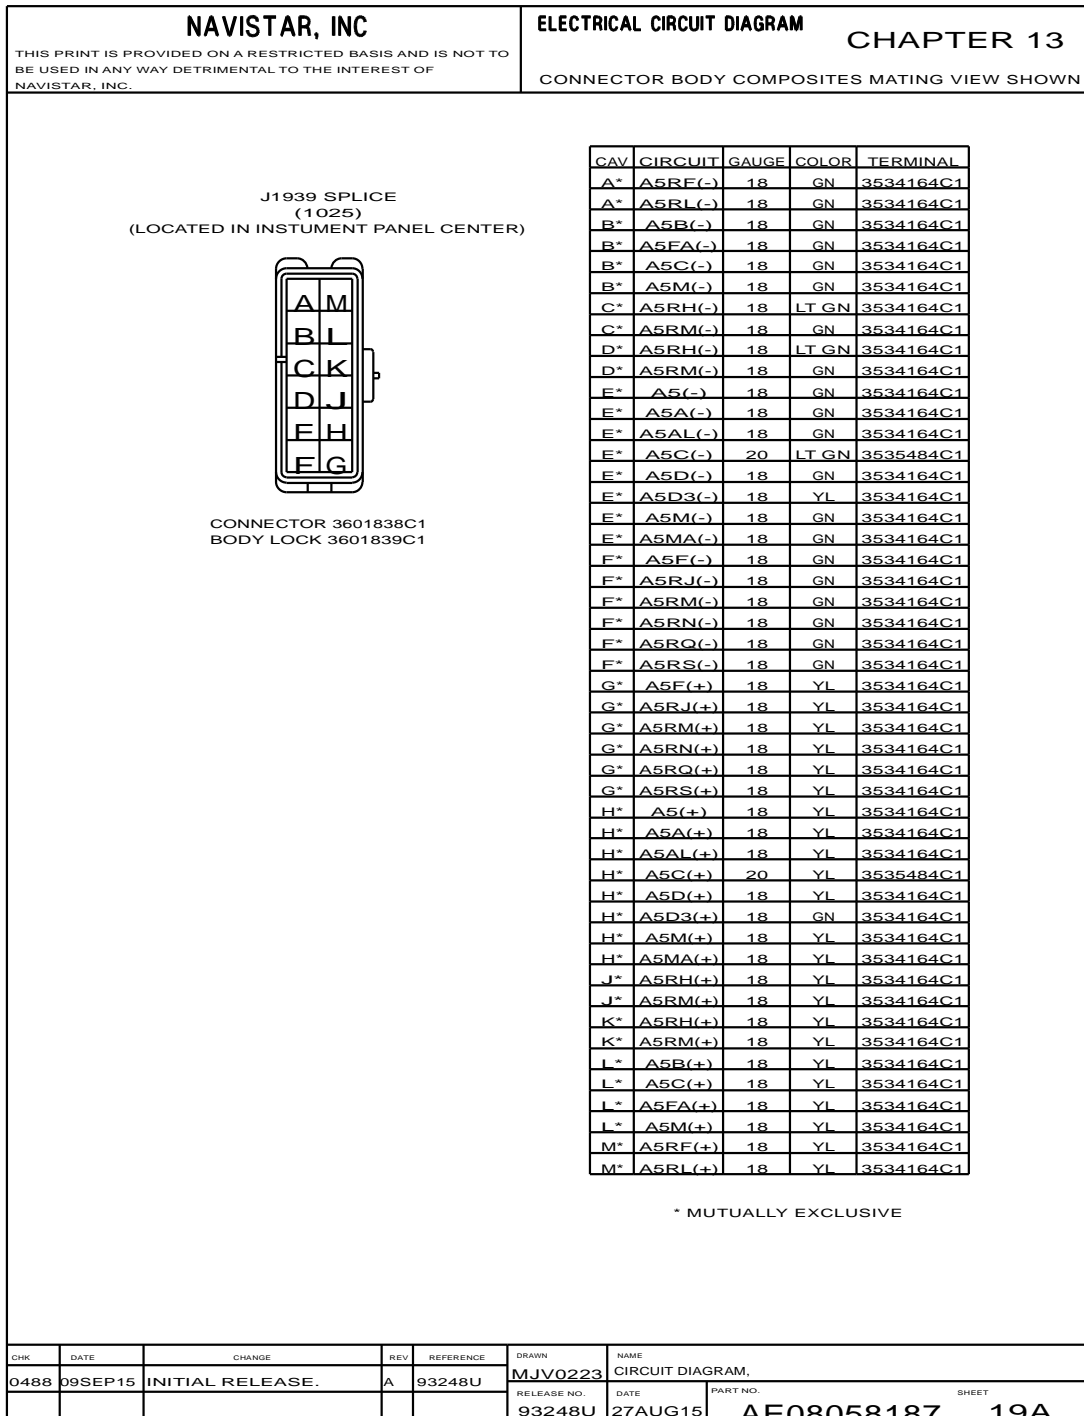 NAVISTAR, INC
THIS PRINT IS PROVIDED ON A RESTRICTED BASIS AND IS NOT TO
BE USED IN ANY WAY DETRIMENTAL TO THE INTEREST OF
NAVISTAR, INC.
ELECTRICAL CIRCUIT DIAGRAM
CHAPTER 13
CONNECTOR BODY COMPOSITES MATING VIEW SHOWN
J1939 SPLICE
(1025)
(LOCATED IN INSTUMENT PANEL CENTER)
A M
B L
C K
D J
E H
F G
CONNECTOR 3601838C1
BODY LOCK 3601839C1
CAV CIRCUIT GAUGE COLOR TERMINAL
A* A5RF(-) 18 GN 3534164C1
A* A5RL(-) 18 GN 3534164C1
B* A5B(-) 18 GN 3534164C1
B* A5FA(-) 18 GN 3534164C1
B* A5C(-) 18 GN 3534164C1
B* A5M(-) 18 GN 3534164C1
C* A5RH(-) 18 LT GN 3534164C1
C* A5RM(-) 18 GN 3534164C1
D* A5RH(-) 18 LT GN 3534164C1
D* A5RM(-) 18 GN 3534164C1
E* A5(-) 18 GN 3534164C1
E* A5A(-) 18 GN 3534164C1
E* A5AL(-) 18 GN 3534164C1
E* A5C(-) 20 LT GN 3535484C1
E* A5D(-) 18 GN 3534164C1
E* A5D3(-) 18 YL 3534164C1
E* A5M(-) 18 GN 3534164C1
E* A5MA(-) 18 GN 3534164C1
F* A5F(-) 18 GN 3534164C1
F* A5RJ(-) 18 GN 3534164C1
F* A5RM(-) 18 GN 3534164C1
F* A5RN(-) 18 GN 3534164C1
F* A5RQ(-) 18 GN 3534164C1
F* A5RS(-) 18 GN 3534164C1
G* A5F(+) 18 YL 3534164C1
G* A5RJ(+) 18 YL 3534164C1
G* A5RM(+) 18 YL 3534164C1
G* A5RN(+) 18 YL 3534164C1
G* A5RQ(+) 18 YL 3534164C1
G* A5RS(+) 18 YL 3534164C1
H* A5(+) 18 YL 3534164C1
H* A5A(+) 18 YL 3534164C1
H* A5AL(+) 18 YL 3534164C1
H* A5C(+) 20 YL 3535484C1
H* A5D(+) 18 YL 3534164C1
H* A5D3(+) 18 GN 3534164C1
H* A5M(+) 18 YL 3534164C1
H* A5MA(+) 18 YL 3534164C1
J* A5RH(+) 18 YL 3534164C1
J* A5RM(+) 18 YL 3534164C1
K* A5RH(+) 18 YL 3534164C1
K* A5RM(+) 18 YL 3534164C1
L* A5B(+) 18 YL 3534164C1
L* A5C(+) 18 YL 3534164C1
L* A5FA(+) 18 YL 3534164C1
L* A5M(+) 18 YL 3534164C1
M* A5RF(+) 18 YL 3534164C1
M* A5RL(+) 18 YL 3534164C1
* MUTUALLY EXCLUSIVE
CHK DATE CHANGE REV REFERENCE
0488 09SEP15 INITIAL RELEASE. A 93248U
DRAWN NAME
MJV0223 CIRCUIT DIAGRAM,
RELEASE NO. DATE PART NO. SHEET
93248U 27AUG15 AE08058187 19A